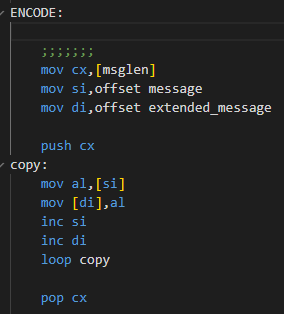 ENCODE:
;;;;;;;
mov cx,[msglen]
mov si,offset message
mov di,offset extended_message
push cx
copy:
mov al,[si]
mov [di],al
inc si
inc di
loop copy
pop cx